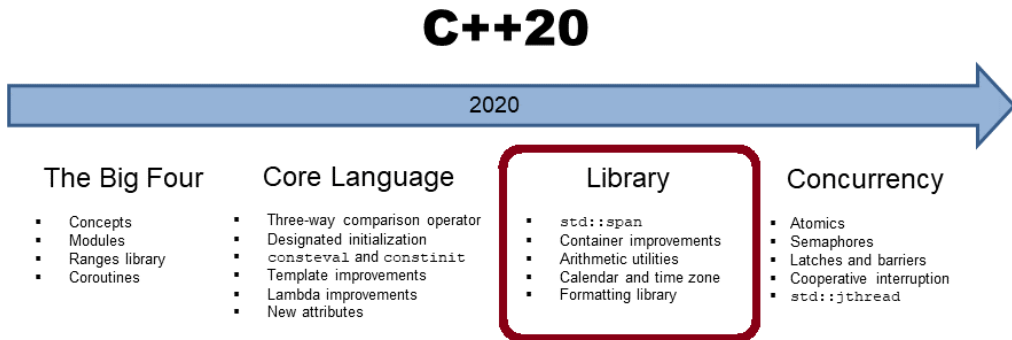 C++20
2020
The Big Four
▪ Concepts
▪ Modules
▪ Ranges library
▪ Coroutines
Core Language
▪ Three-way comparison operator
▪ Designated initialization
▪ consteval and constinit
▪ Template improvements
▪ Lambda improvements
▪ New attributes
Library
▪ std::span
▪ Container improvements
▪ Arithmetic utilities
▪ Calendar and time zone
▪ Formatting library
Concurrency
▪ Atomics
▪ Semaphores
▪ Latches and barriers
▪ Cooperative interruption
▪ std::jthread